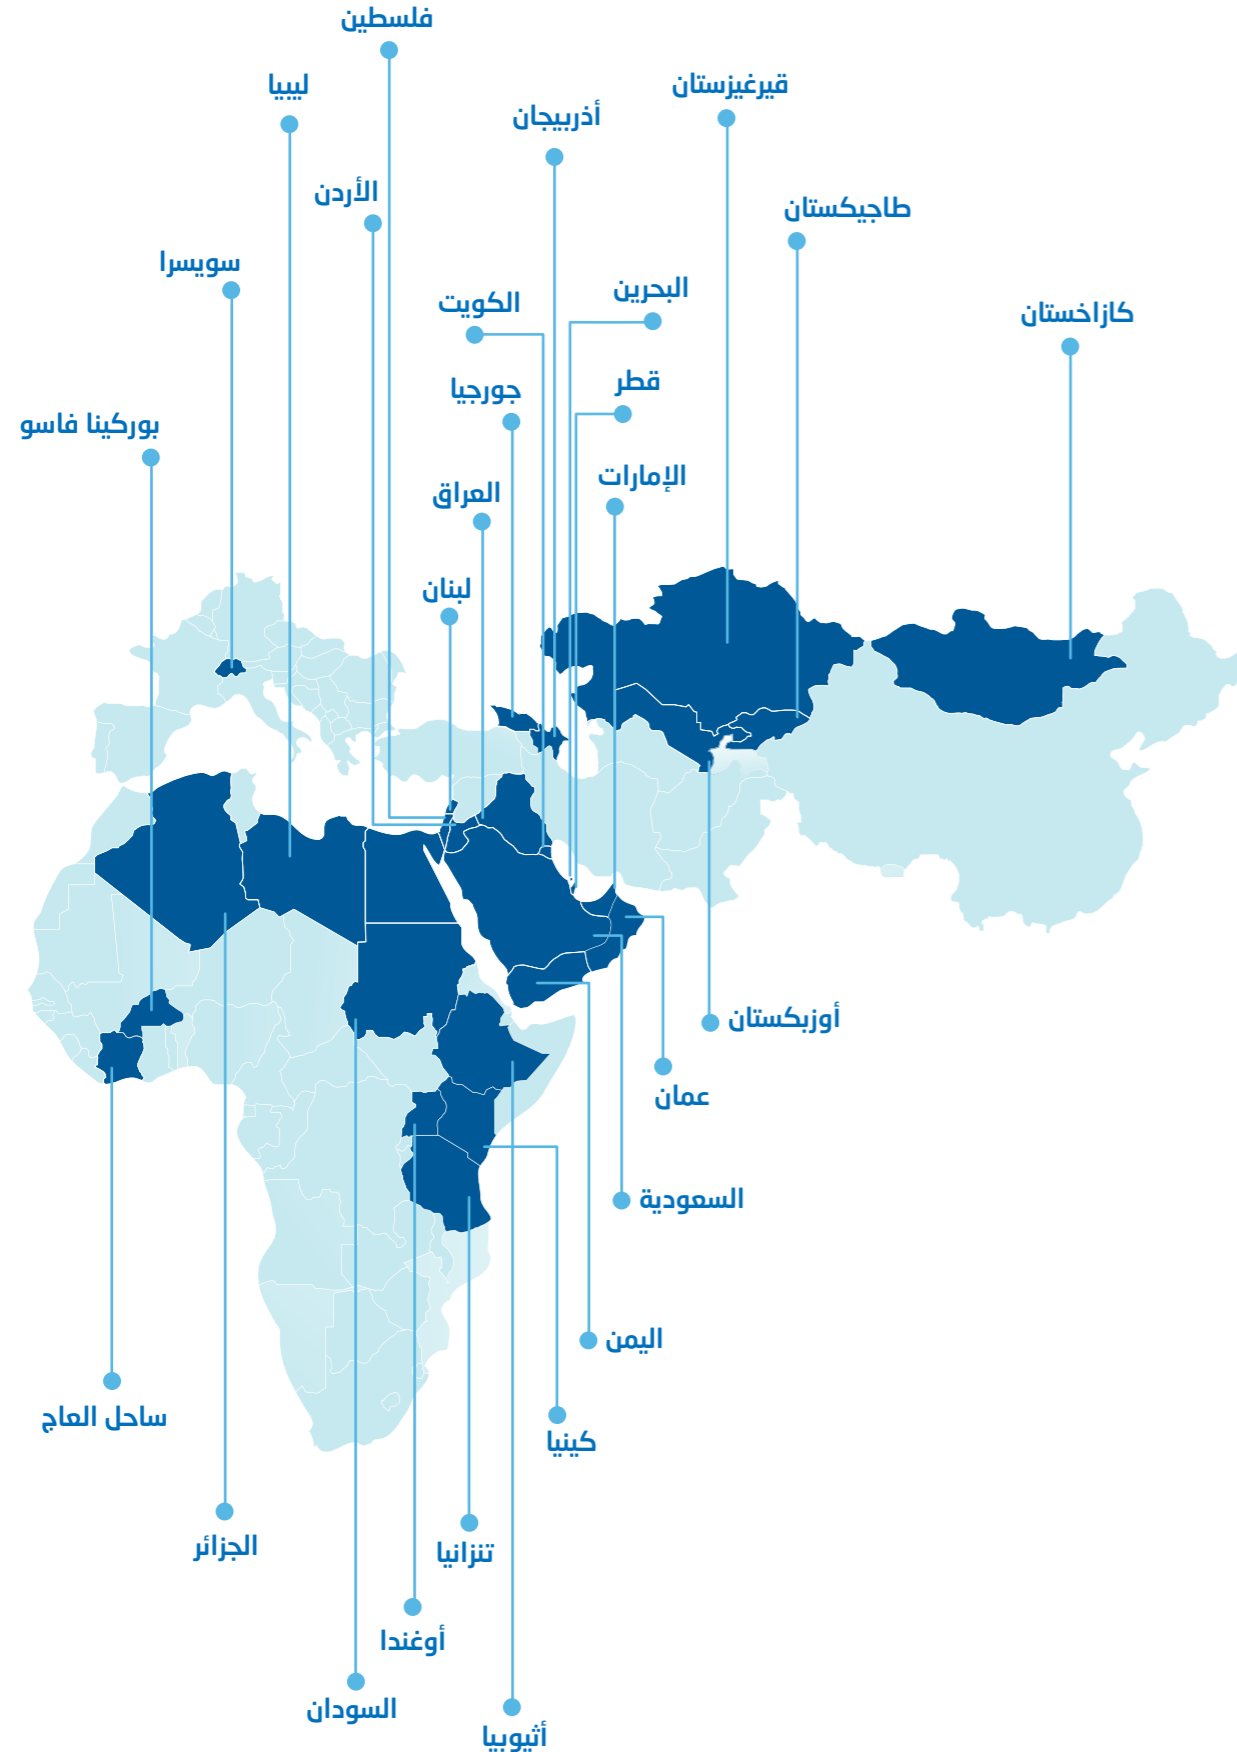 فلسطين
ليبيا
قيرغيزستان
أذربيجان
الأردن
طاجيكستان
سويسرا
البحرين
الكويت
كازاخستان
قطر
جورجيا
بوركينا فاسو
الإمارات
العراق
لبنان
أوزبكستان
عمان
السعودية
اليمن
ساحل العاج
كينيا
الجزائر
تنزانيا
أوغندا
السودان
أثيوبيا